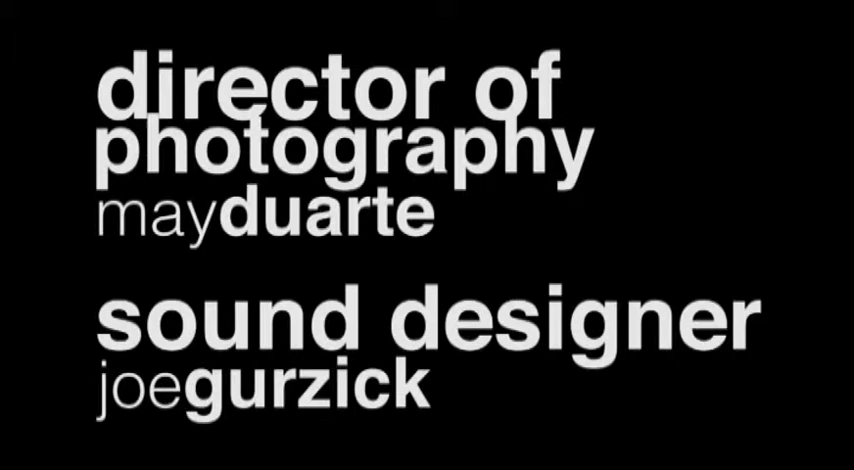 director of
photography
mayduarte
sound designer
joegurzick